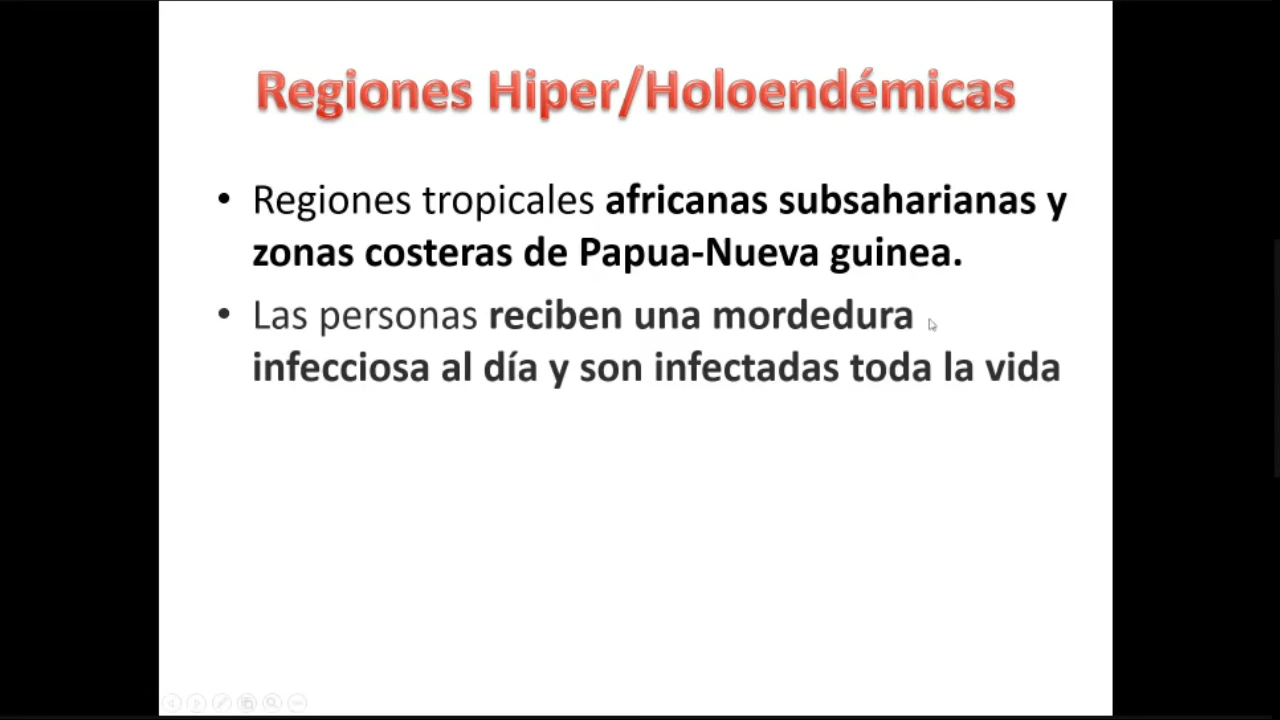 Regiones Hiper/Holoendémicas
• Regiones tropicales africanas subsaharianas y
zonas costeras de Papua-Nueva guinea.
• Las personas reciben una mordedura
infecciosa al día y son infectadas toda la vida